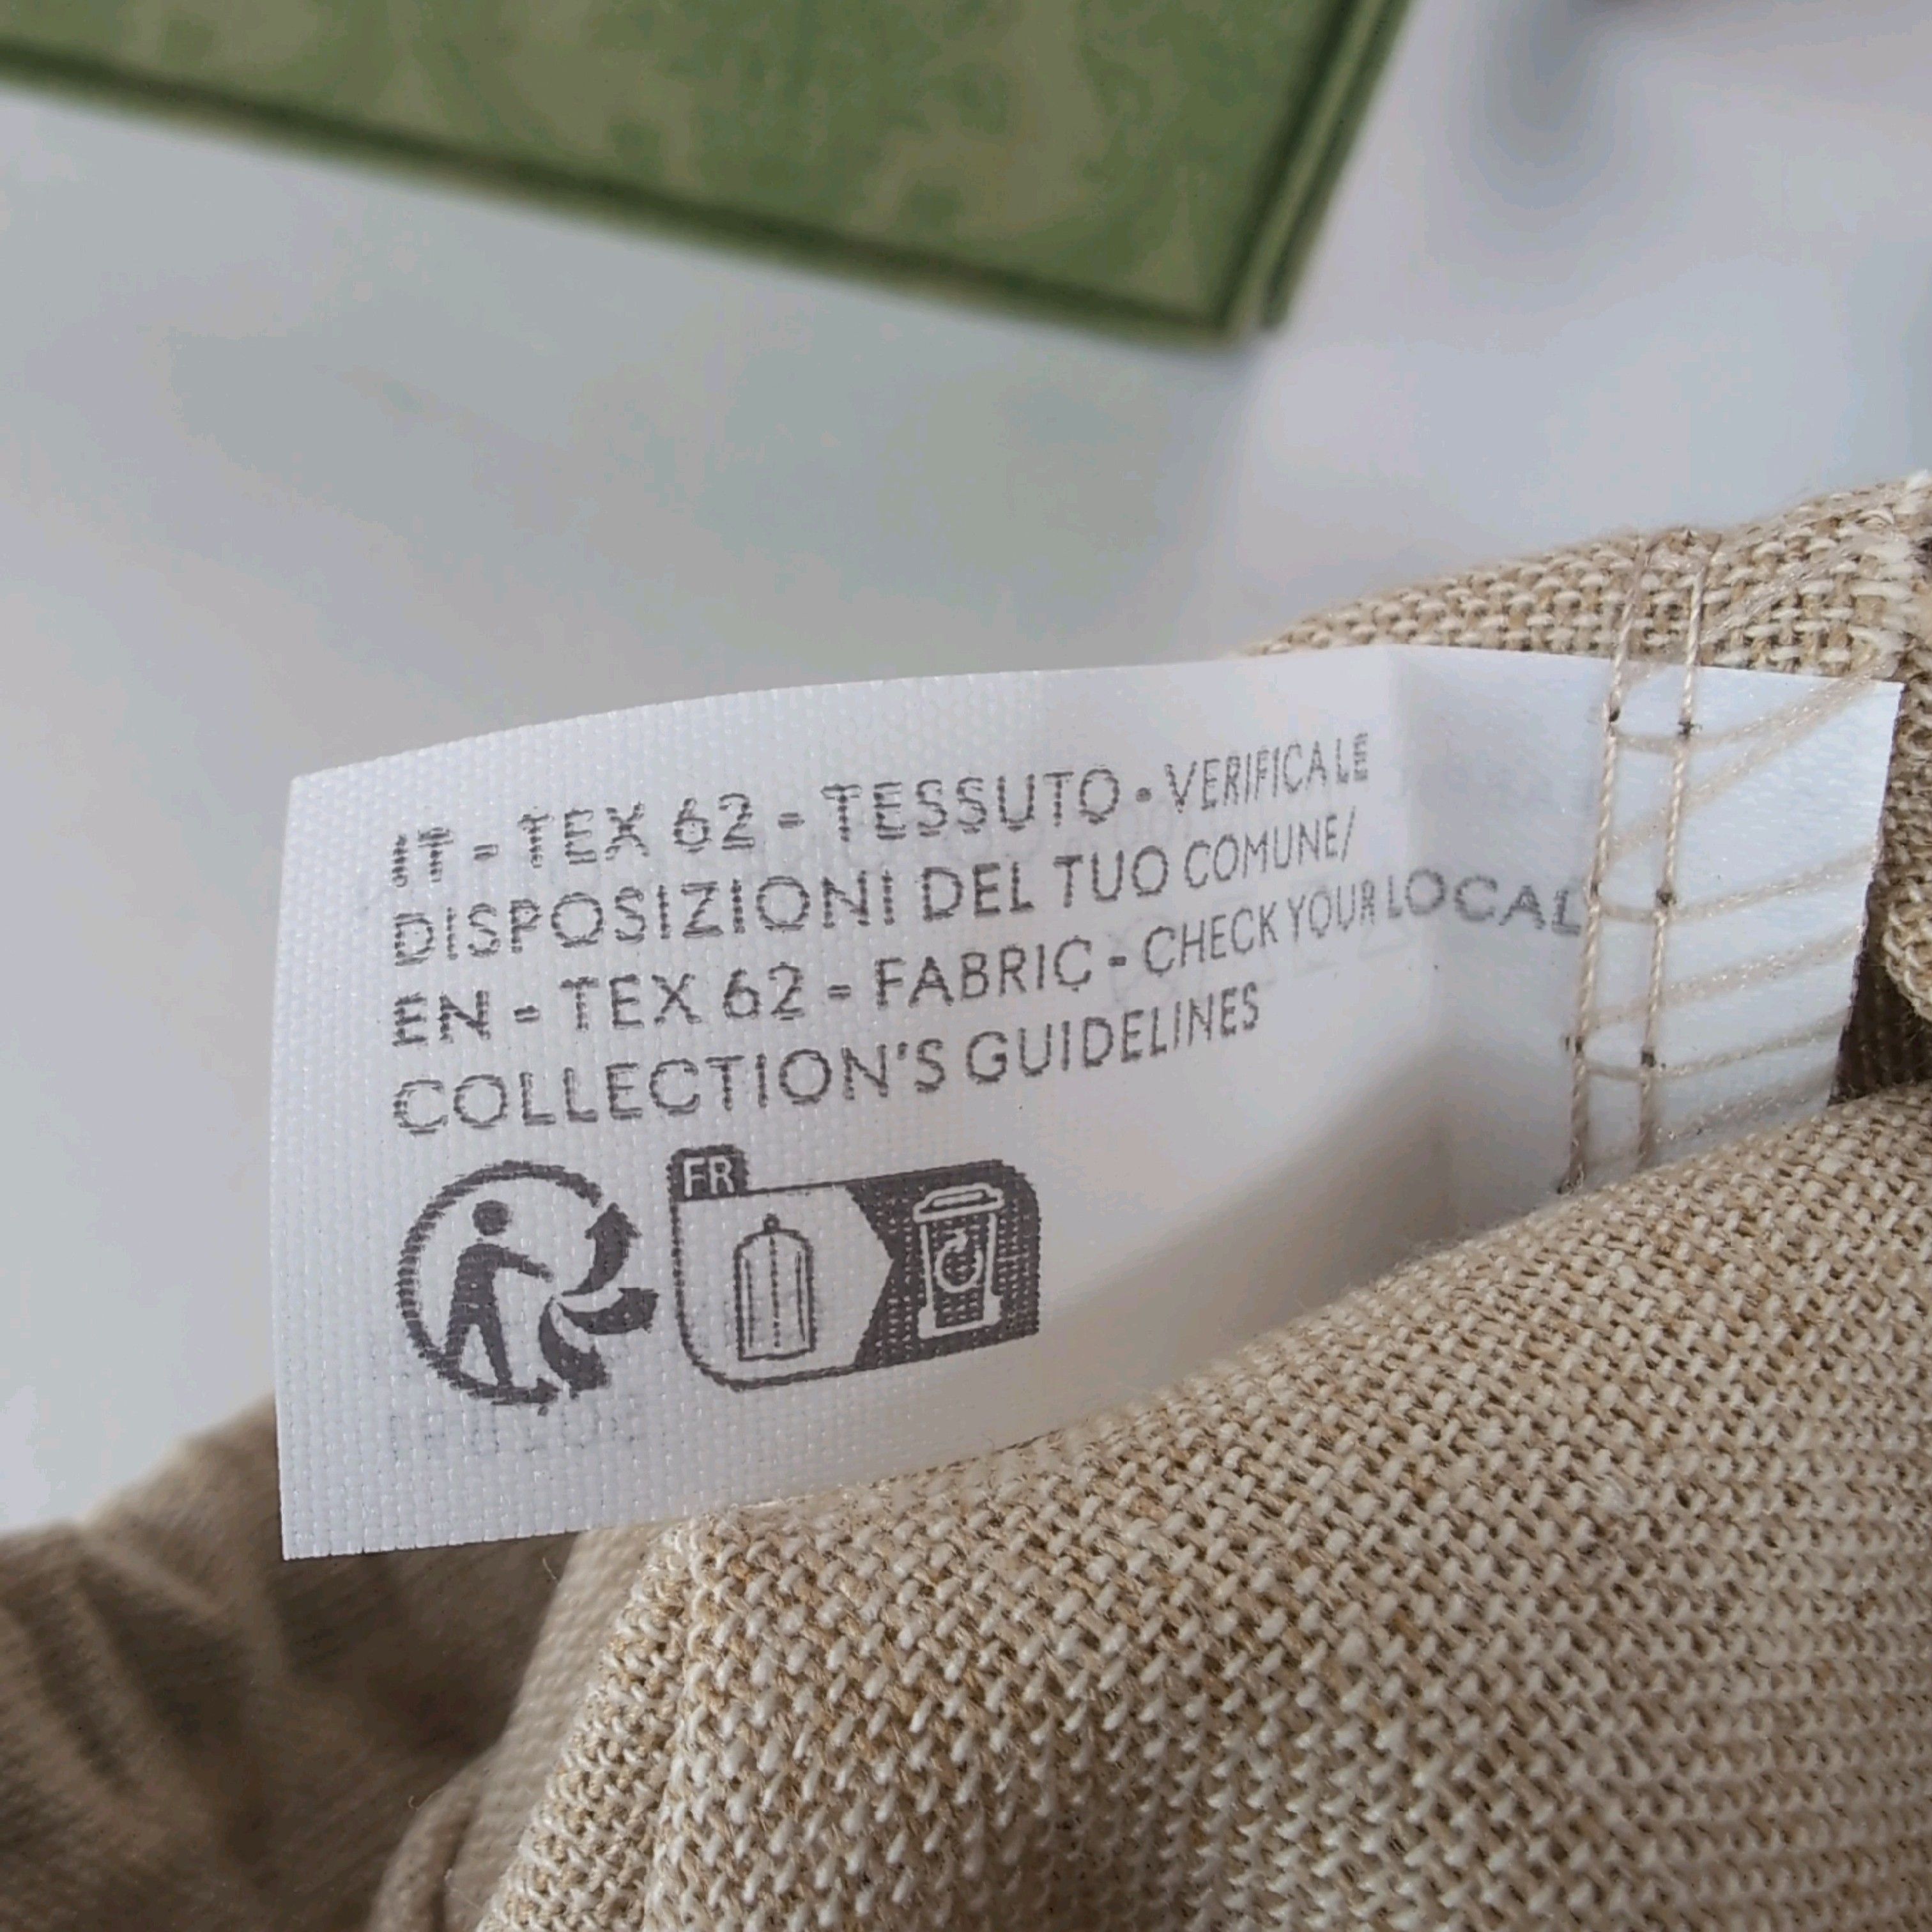 IT - TEX 62 - TESSUTO - VERIFICA LE
DISPOSIZIONI DEL TUO COMUNE/
EN - TEX 62 - FABRIC - CHECK YOUR LOCAL
COLLECTION'S GUIDELINES
FR